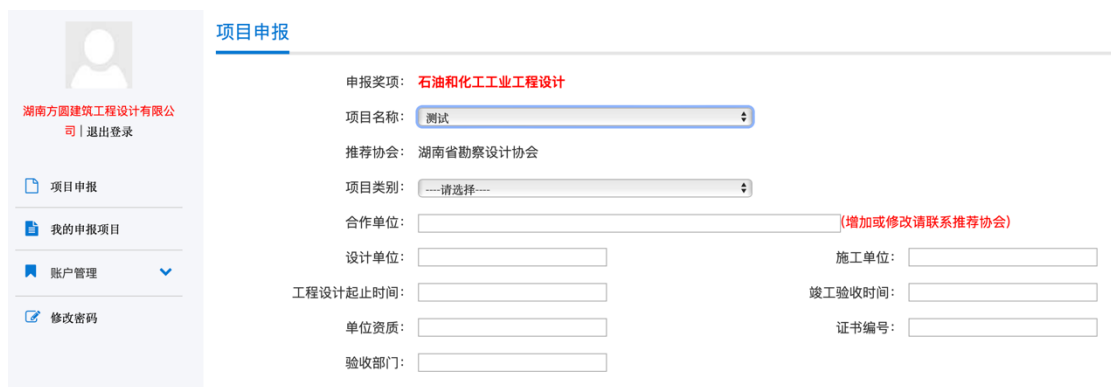 湖南方圆建筑工程设计有限公
司 | 退出登录
项目申报
我的申报项目
账户管理
修改密码
项目申报
申报奖项： 石油和化工工业工程设计
项目名称： 测试
推荐协会： 湖南省勘察设计协会
项目类别： ----请选择----
合作单位： (增加或修改请联系推荐协会)
设计单位： 施工单位：
工程设计起止时间： 竣工验收时间：
单位资质： 证书编号：
验收部门：